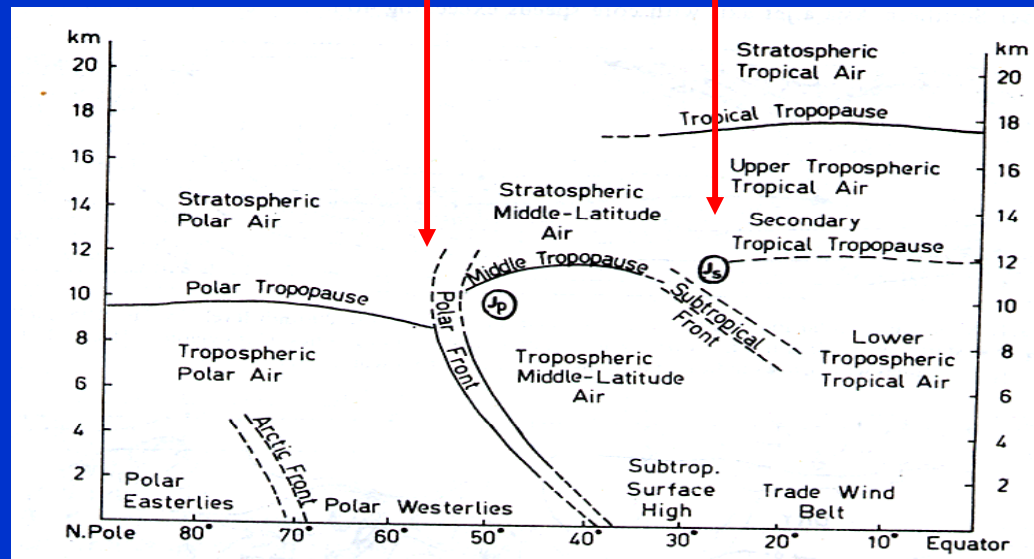 km
20
18
16
14
12
10
8
6
4
2
km
20
18
16
14
12
10
8
6
4
2
Stratospheric
Tropical Air
Tropical Tropopause
Upper Tropospheric
Tropical Air
Stratospheric
Polar Air
Stratospheric
Middle-Latitude
Air
Secondary
Tropical Tropopause
Middle Tropopause
Js
Polar Tropopause
Jp
Polar Front
Subtropical
Front
Tropospheric
Polar Air
Tropospheric
Middle-Latitude
Air
Lower
Tropospheric
Tropical Air
Arctic Front
Polar
Easterlies
Polar Westerlies
Subtrop.
Surface
High
Trade Wind
Belt
N.Pole 80° 70° 60° 50° 40° 30° 20° 10° Equator